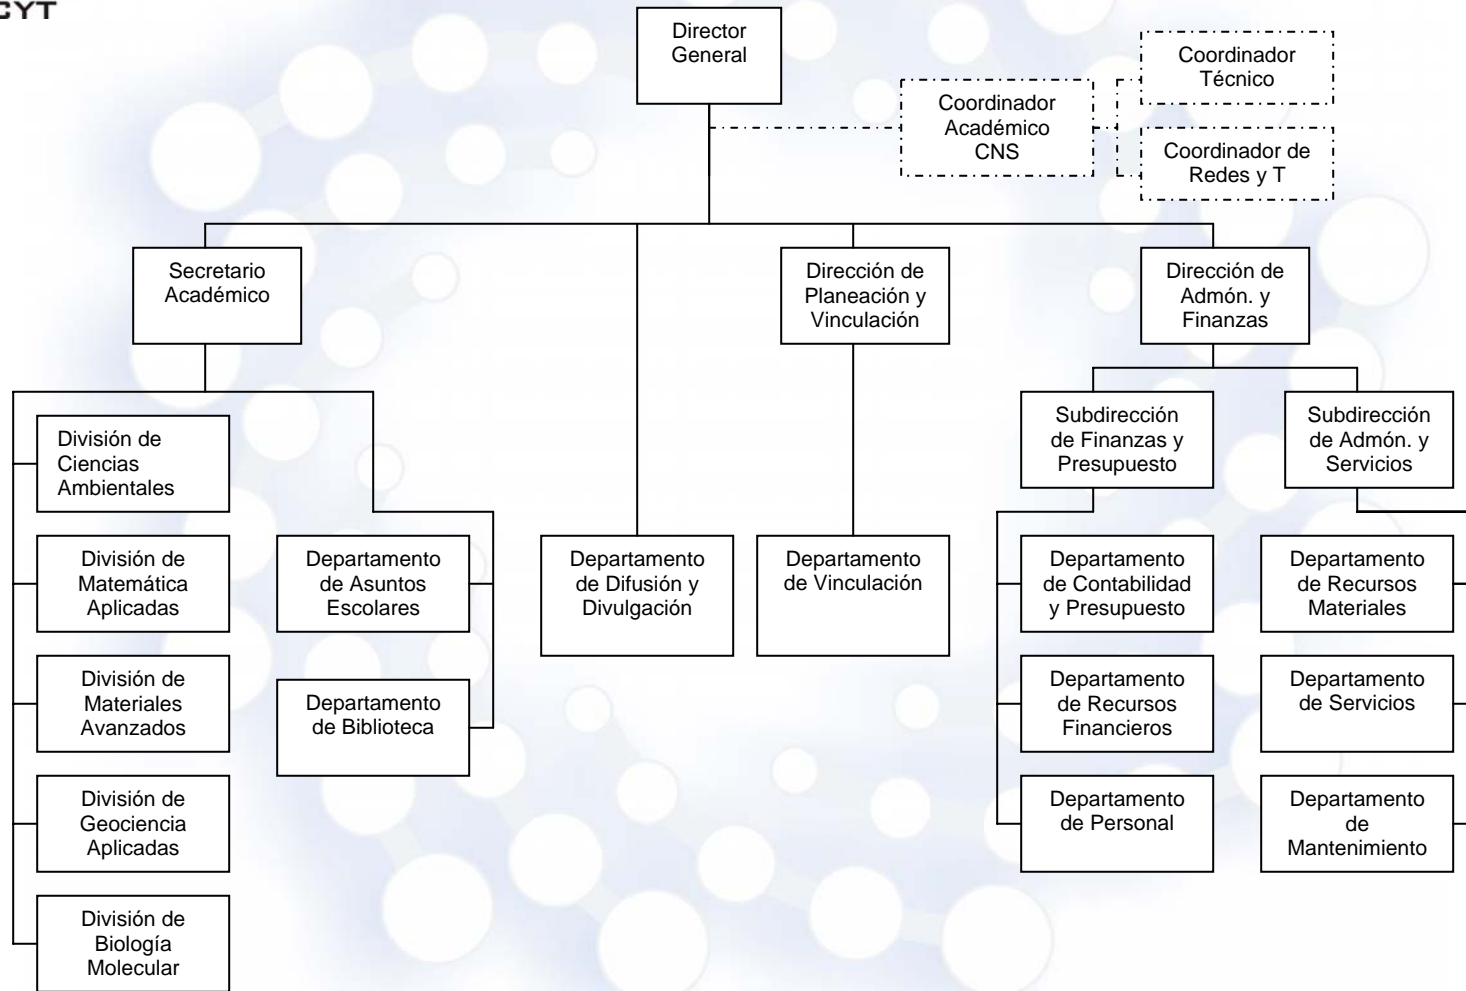 CYT
Director
General
Coordinador
Técnico
Coordinador
Académico
CNS
Coordinador de
Redes y T
Secretario
Académico
Dirección de
Planeación y
Vinculación
Dirección de
Admón. y
Finanzas
División de
Ciencias
Ambientales
Subdirección
de Finanzas y
Presupuesto
Subdirección
de Admón. y
Servicios
División de
Matemática
Aplicadas
Departamento
de Asuntos
Escolares
Departamento
de Difusión y
Divulgación
Departamento
de Vinculación
Departamento
de Contabilidad
y Presupuesto
Departamento
de Recursos
Materiales
División de
Materiales
Avanzados
Departamento
de Biblioteca
Departamento
de Recursos
Financieros
Departamento
de Servicios
División de
Geociencia
Aplicadas
Departamento
de Personal
Departamento
de
Mantenimiento
División de
Biología
Molecular